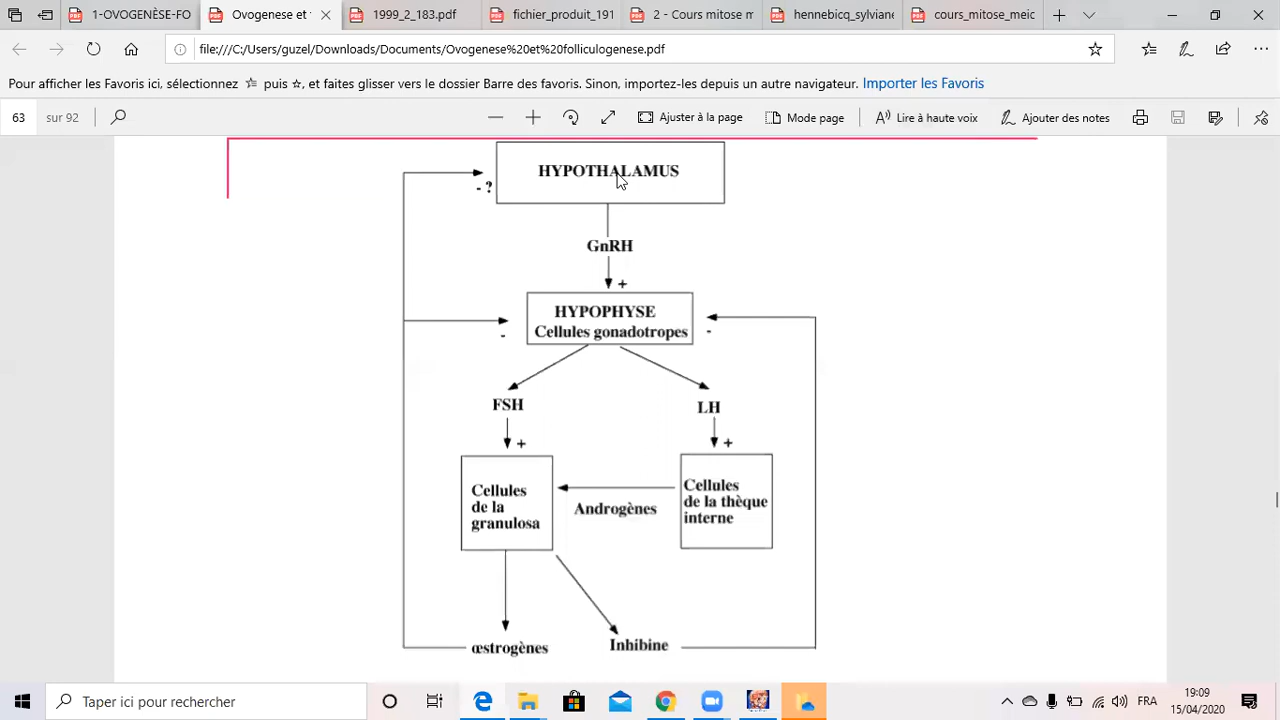 1-OVOGENÈSE-FO
Ovogenese et
1999_2_183.pdf
fichier_produit_191
2 - Cours mitose m
hennebicq_sylviane
cours_mitose_meic
file:///C:/Users/guzel/Downloads/Documents/Ovogenese%20et%20folliculogenese.pdf
Pour afficher les Favoris ici, sélectionnez puis ☆, et faites glisser vers le dossier Barre des favoris. Sinon, importez-les depuis un autre navigateur. Importer les Favoris
63 sur 92
Ajuster à la page
Mode page
Lire à haute voix
Ajouter des notes
HYPOTHALAMUS
- ?
GnRH
+
HYPOPHYSE
Cellules gonadotropes
-
-
FSH
LH
+
+
Cellules
de la
granulosa
Androgènes
Cellules
de la thèque
interne
œstrogènes
Inhibine
Taper ici pour rechercher
FRA
19:09
15/04/2020